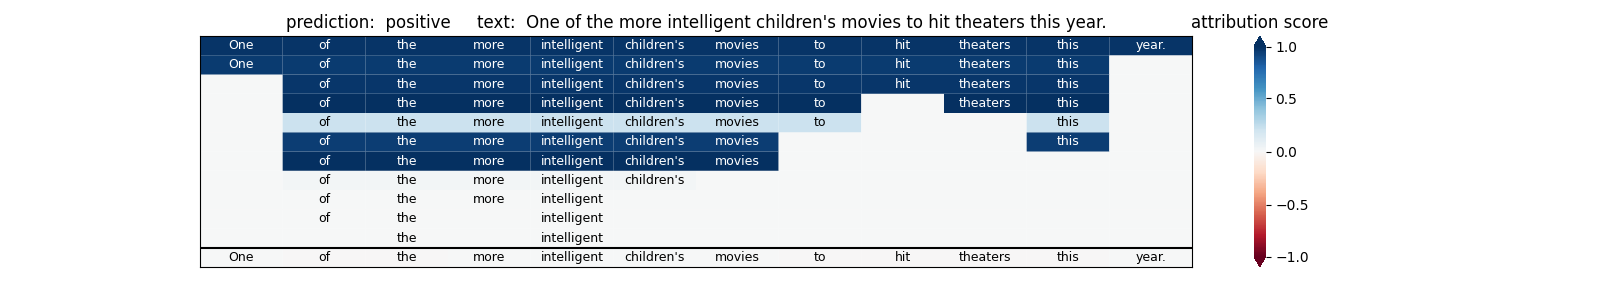 prediction: positive text: One of the more intelligent children's movies to hit theaters this year. attribution score
One of the more intelligent children's movies to hit theaters this year. 1.0
One of the more intelligent children's movies to hit theaters this
of the more intelligent children's movies to hit theaters this
of the more intelligent children's movies to theaters this 0.5
of the more intelligent children's movies to this
of the more intelligent children's movies this
of the more intelligent children's movies 0.0
of the more intelligent children's
of the more intelligent −0.5
of the intelligent
the intelligent
One of the more intelligent children's movies to hit theaters this year. −1.0